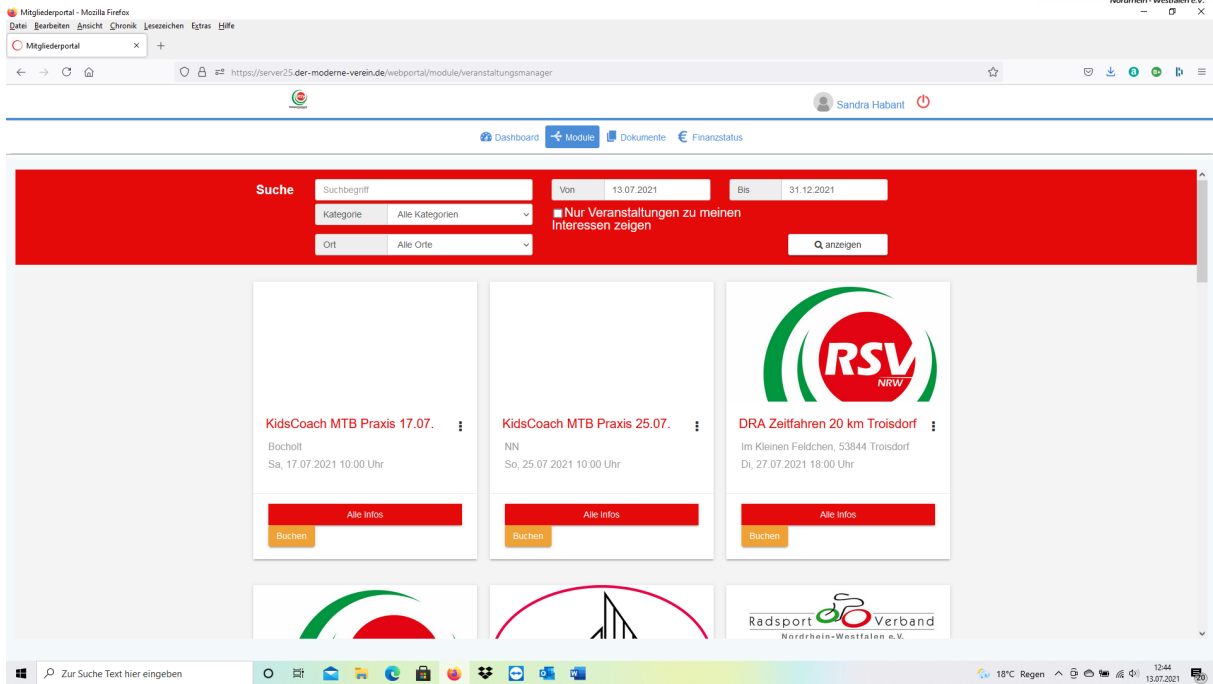 Nordrhein - Westfalen e.V.
Mitgliederportal - Mozilla Firefox
Datei Bearbeiten Ansicht Chronik Lesezeichen Extras Hilfe
Mitgliederportal
https://server25.der-moderne-verein.de/webportal/module/veranstaltungsmanager
Sandra Habant
Dashboard Module Dokumente € Finanzstatus
Suche Suchbegriff Von 13.07.2021 Bis 31.12.2021
Kategorie Alle Kategorien Nur Veranstaltungen zu meinen
Interessen zeigen
Ort Alle Orte anzeigen
RSV
NRW
KidsCoach MTB Praxis 17.07.
Bocholt
Sa, 17.07.2021 10:00 Uhr
Alle Infos
Buchen
KidsCoach MTB Praxis 25.07.
NN
So, 25.07.2021 10:00 Uhr
Alle Infos
Buchen
DRA Zeitfahren 20 km Troisdorf
Im Kleinen Feldchen, 53844 Troisdorf
Di, 27.07.2021 18:00 Uhr
Alle Infos
Buchen
Radsport Verband
Nordrhein-Westfalen e.V.
Zur Suche Text hier eingeben
18°C Regen
12:44
13.07.2021
20